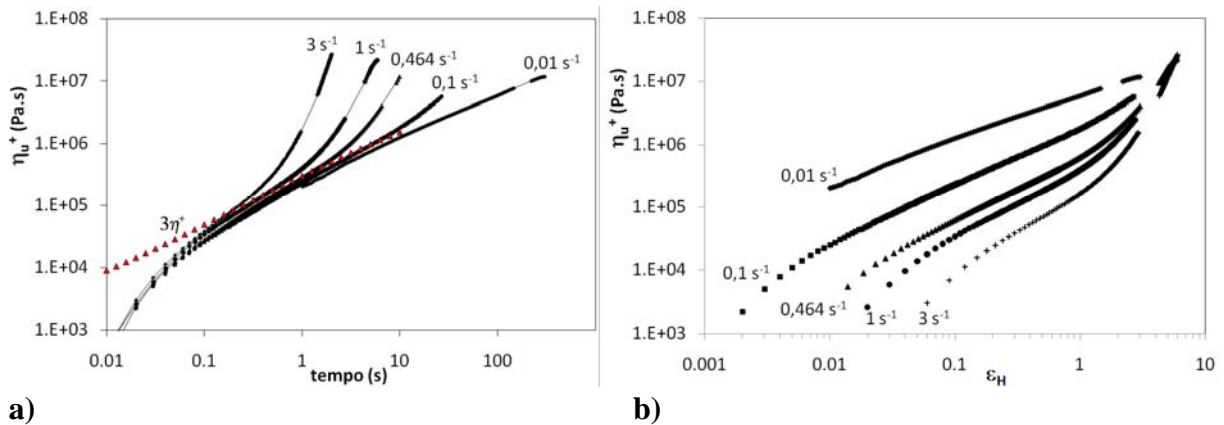 1.E+08
1.E+07
1.E+06
1.E+05
1.E+04
1.E+03
ηu+ (Pa.s)
3 s-1
1 s-1
0,464 s-1
0,1 s-1
0,01 s-1
3η+
0.01 0.1 1 10 100
tempo (s)
a)
1.E+08
1.E+07
1.E+06
1.E+05
1.E+04
1.E+03
ηu+ (Pa.s)
0,01 s-1
0,1 s-1
0,464 s-1
1 s-1
3 s-1
0.001 0.01 0.1 1 10
εH
b)